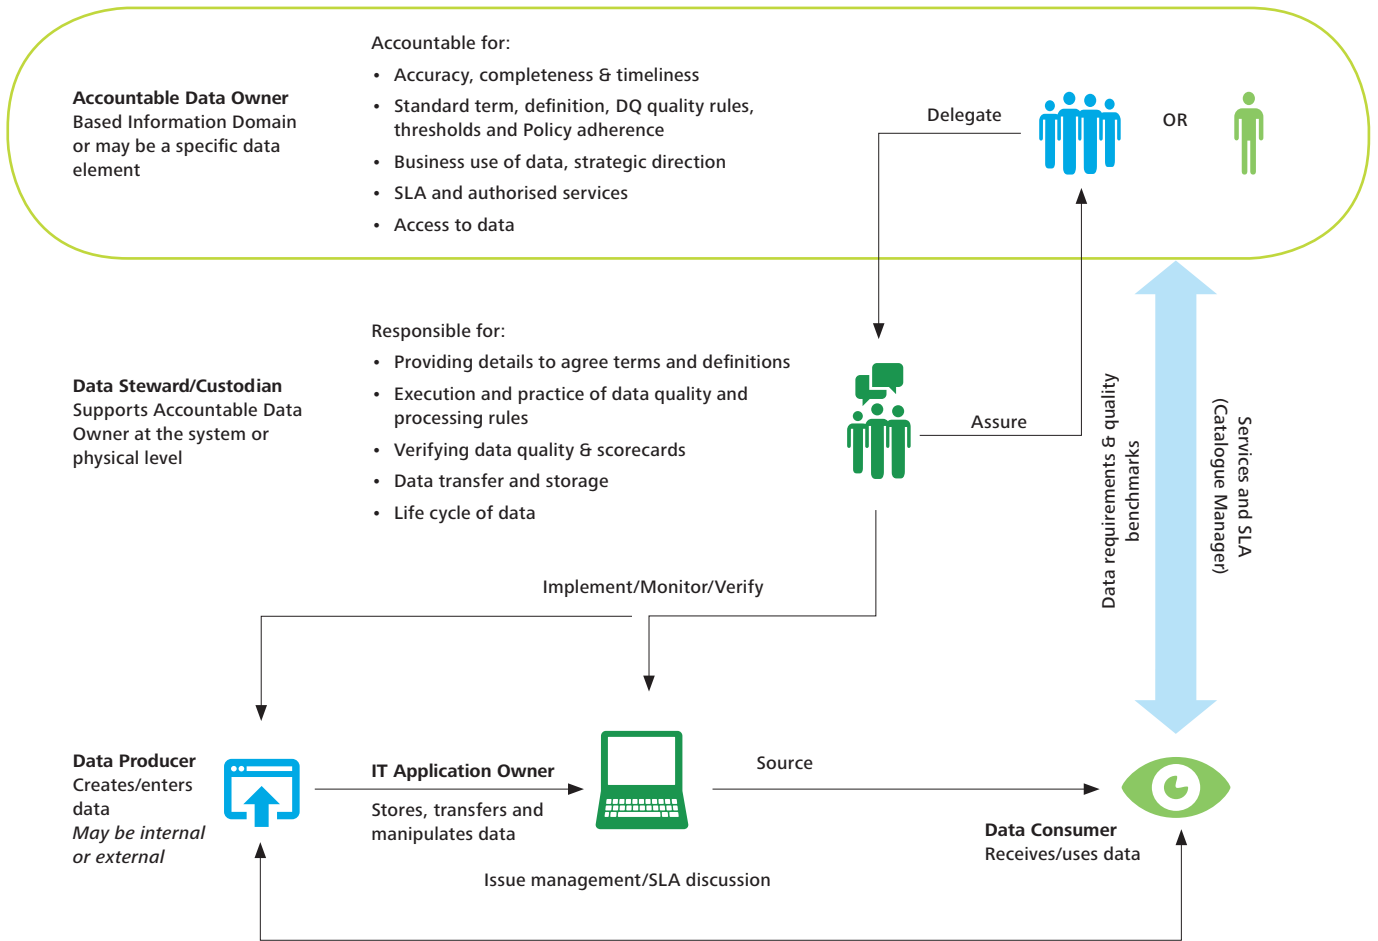 Accountable Data Owner
Based Information Domain
or may be a specific data
element
Accountable for:
• Accuracy, completeness & timeliness
• Standard term, definition, DQ quality rules,
thresholds and Policy adherence
• Business use of data, strategic direction
• SLA and authorised services
• Access to data
Delegate
OR
Data Steward/Custodian
Supports Accountable Data
Owner at the system or
physical level
Responsible for:
• Providing details to agree terms and definitions
• Execution and practice of data quality and
processing rules
• Verifying data quality & scorecards
• Data transfer and storage
• Life cycle of data
Assure
Data requirements & quality
benchmarks
Services and SLA
(Catalogue Manager)
Implement/Monitor/Verify
Data Producer
Creates/enters
data
May be internal
or external
IT Application Owner
Stores, transfers and
manipulates data
Source
Data Consumer
Receives/uses data
Issue management/SLA discussion